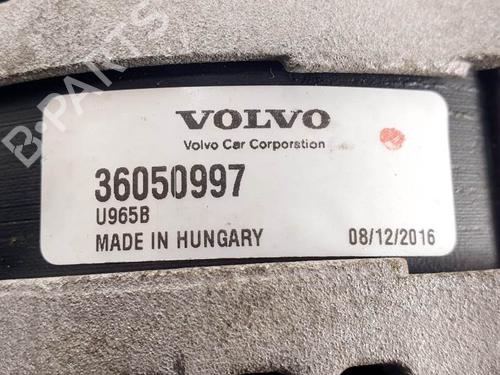 VOLVO
Volvo Car Corporation
36050997
U965B
MADE IN HUNGARY 08/12/2016
B-PARTS